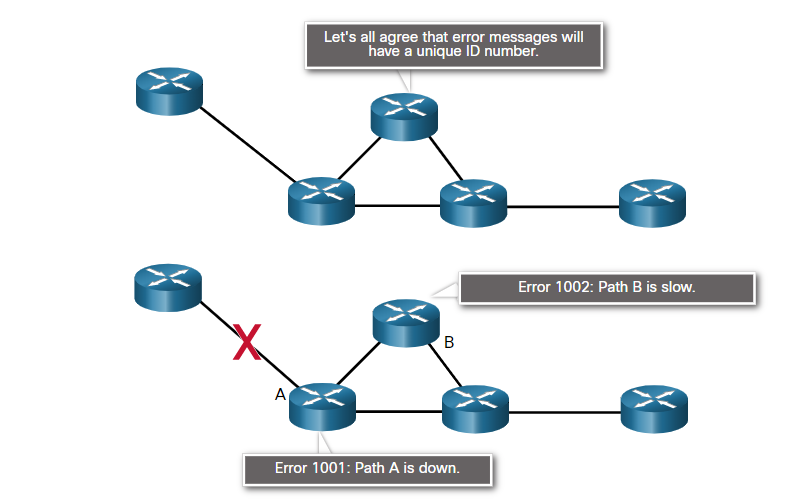 Let's all agree that error messages will
have a unique ID number.
Error 1002: Path B is slow.
X
B
A
Error 1001: Path A is down.